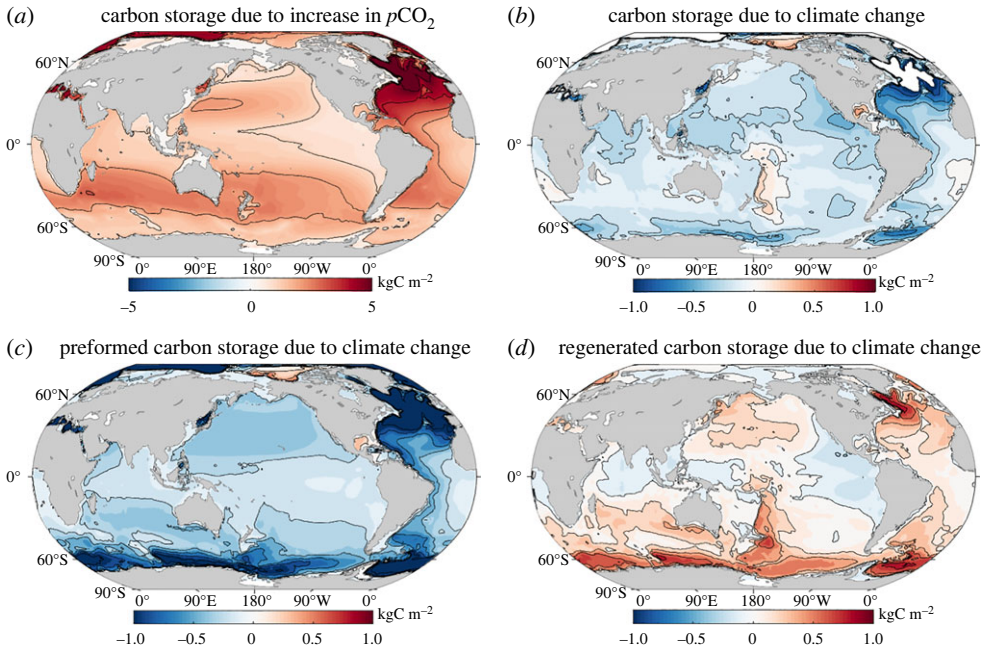 (a) carbon storage due to increase in pCO₂
60°N
0°
60°S
90°S
0° 90°E 180° 90°W 0°
kgC m⁻²
−5 0 5
(b) carbon storage due to climate change
60°N
0°
60°S
90°S
0° 90°E 180° 90°W 0°
kgC m⁻²
−1.0 −0.5 0 0.5 1.0
(c) preformed carbon storage due to climate change
60°N
0°
60°S
90°S
0° 90°E 180° 90°W 0°
kgC m⁻²
−1.0 −0.5 0 0.5 1.0
(d) regenerated carbon storage due to climate change
60°N
0°
60°S
90°S
0° 90°E 180° 90°W 0°
kgC m⁻²
−1.0 −0.5 0 0.5 1.0